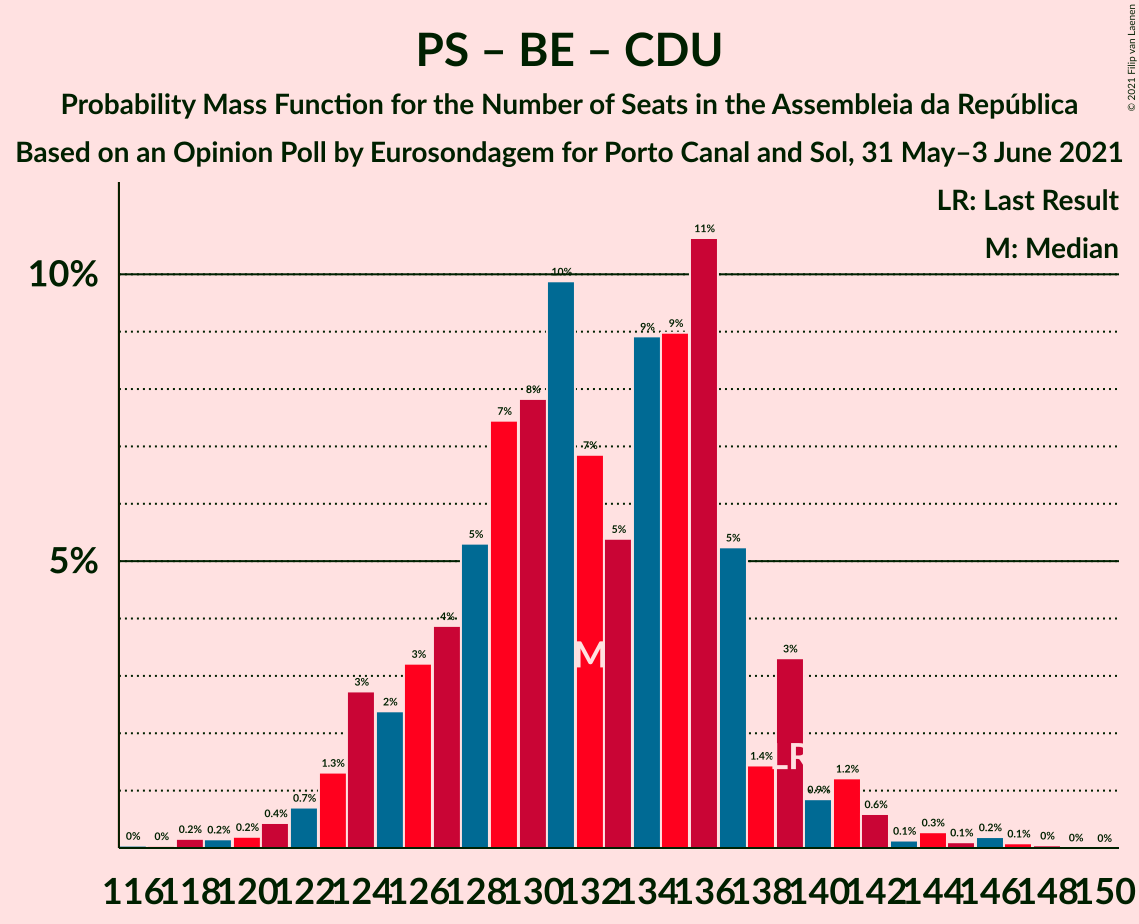 PS – BE – CDU
Probability Mass Function for the Number of Seats in the Assembleia da República
Based on an Opinion Poll by Eurosondagem for Porto Canal and Sol, 31 May–3 June 2021
© 2021 Filip van Laenen
LR: Last Result
M: Median
10%
5%
0% 0% 0.2% 0.2% 0.2% 0.4% 0.7% 1.3% 3% 2% 3% 4% 5% 7% 8% 10% 7% 5% 9% 9% 11% 5% 1.4% 3% 0.9% 1.2% 0.6% 0.1% 0.3% 0.1% 0.2% 0.1% 0% 0% 0%
M
LR
116 118 120 122 124 126 128 130 132 134 136 138 140 142 144 146 148 150